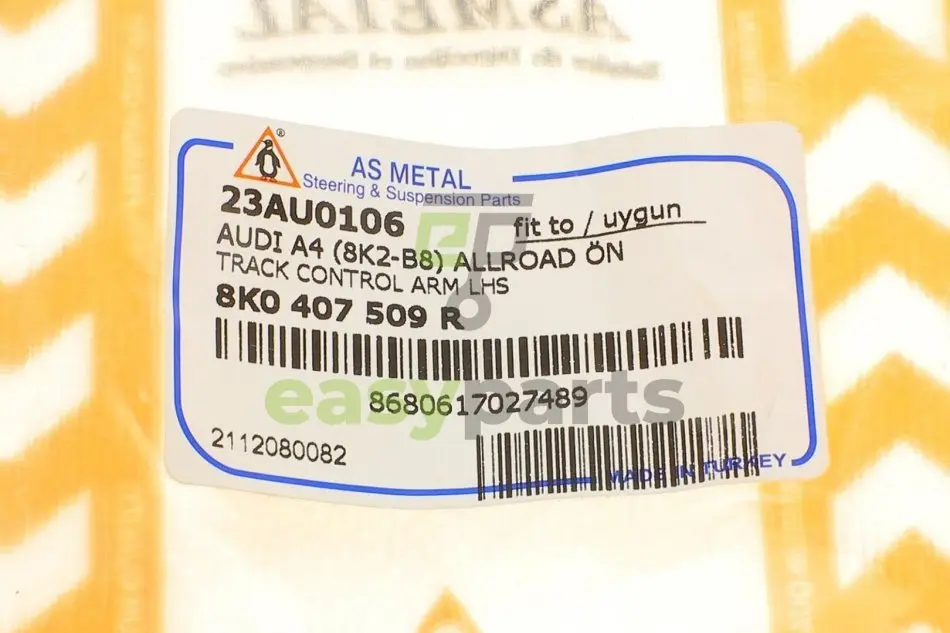 ASMETAL
®
AS METAL
Steering & Suspension Parts
23AU0106
fit to / uygun
AUDI A4 (8K2-B8) ALLROAD ÖN
TRACK CONTROL ARM LHS
8K0 407 509 R
easyparts
8680617027489
2112080082
MADE IN TURKEY